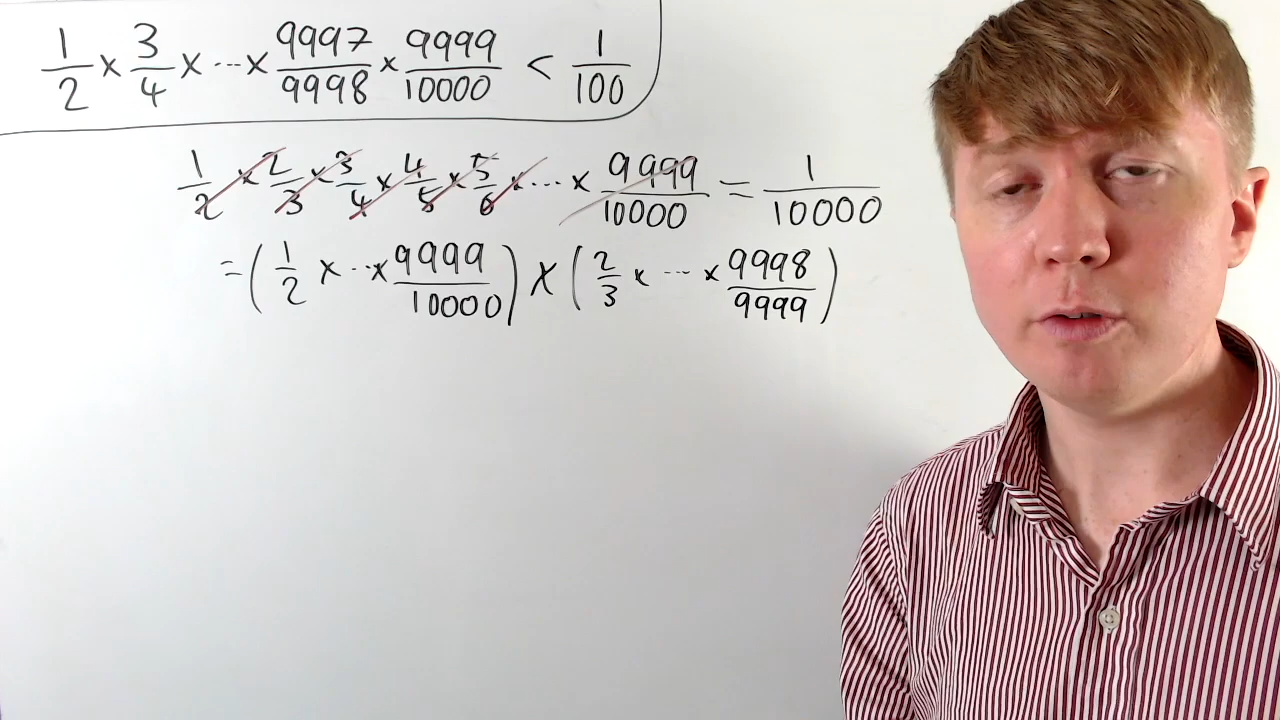 1/2 × 3/4 × ··· × 9997/9998 × 9999/10000 < 1/100
1/2 × 2/3 × 3/4 × 4/5 × 5/6 × ··· × 9999/10000 = 1/10000
= (1/2 × ··· × 9999/10000) × (2/3 × ··· × 9998/9999)